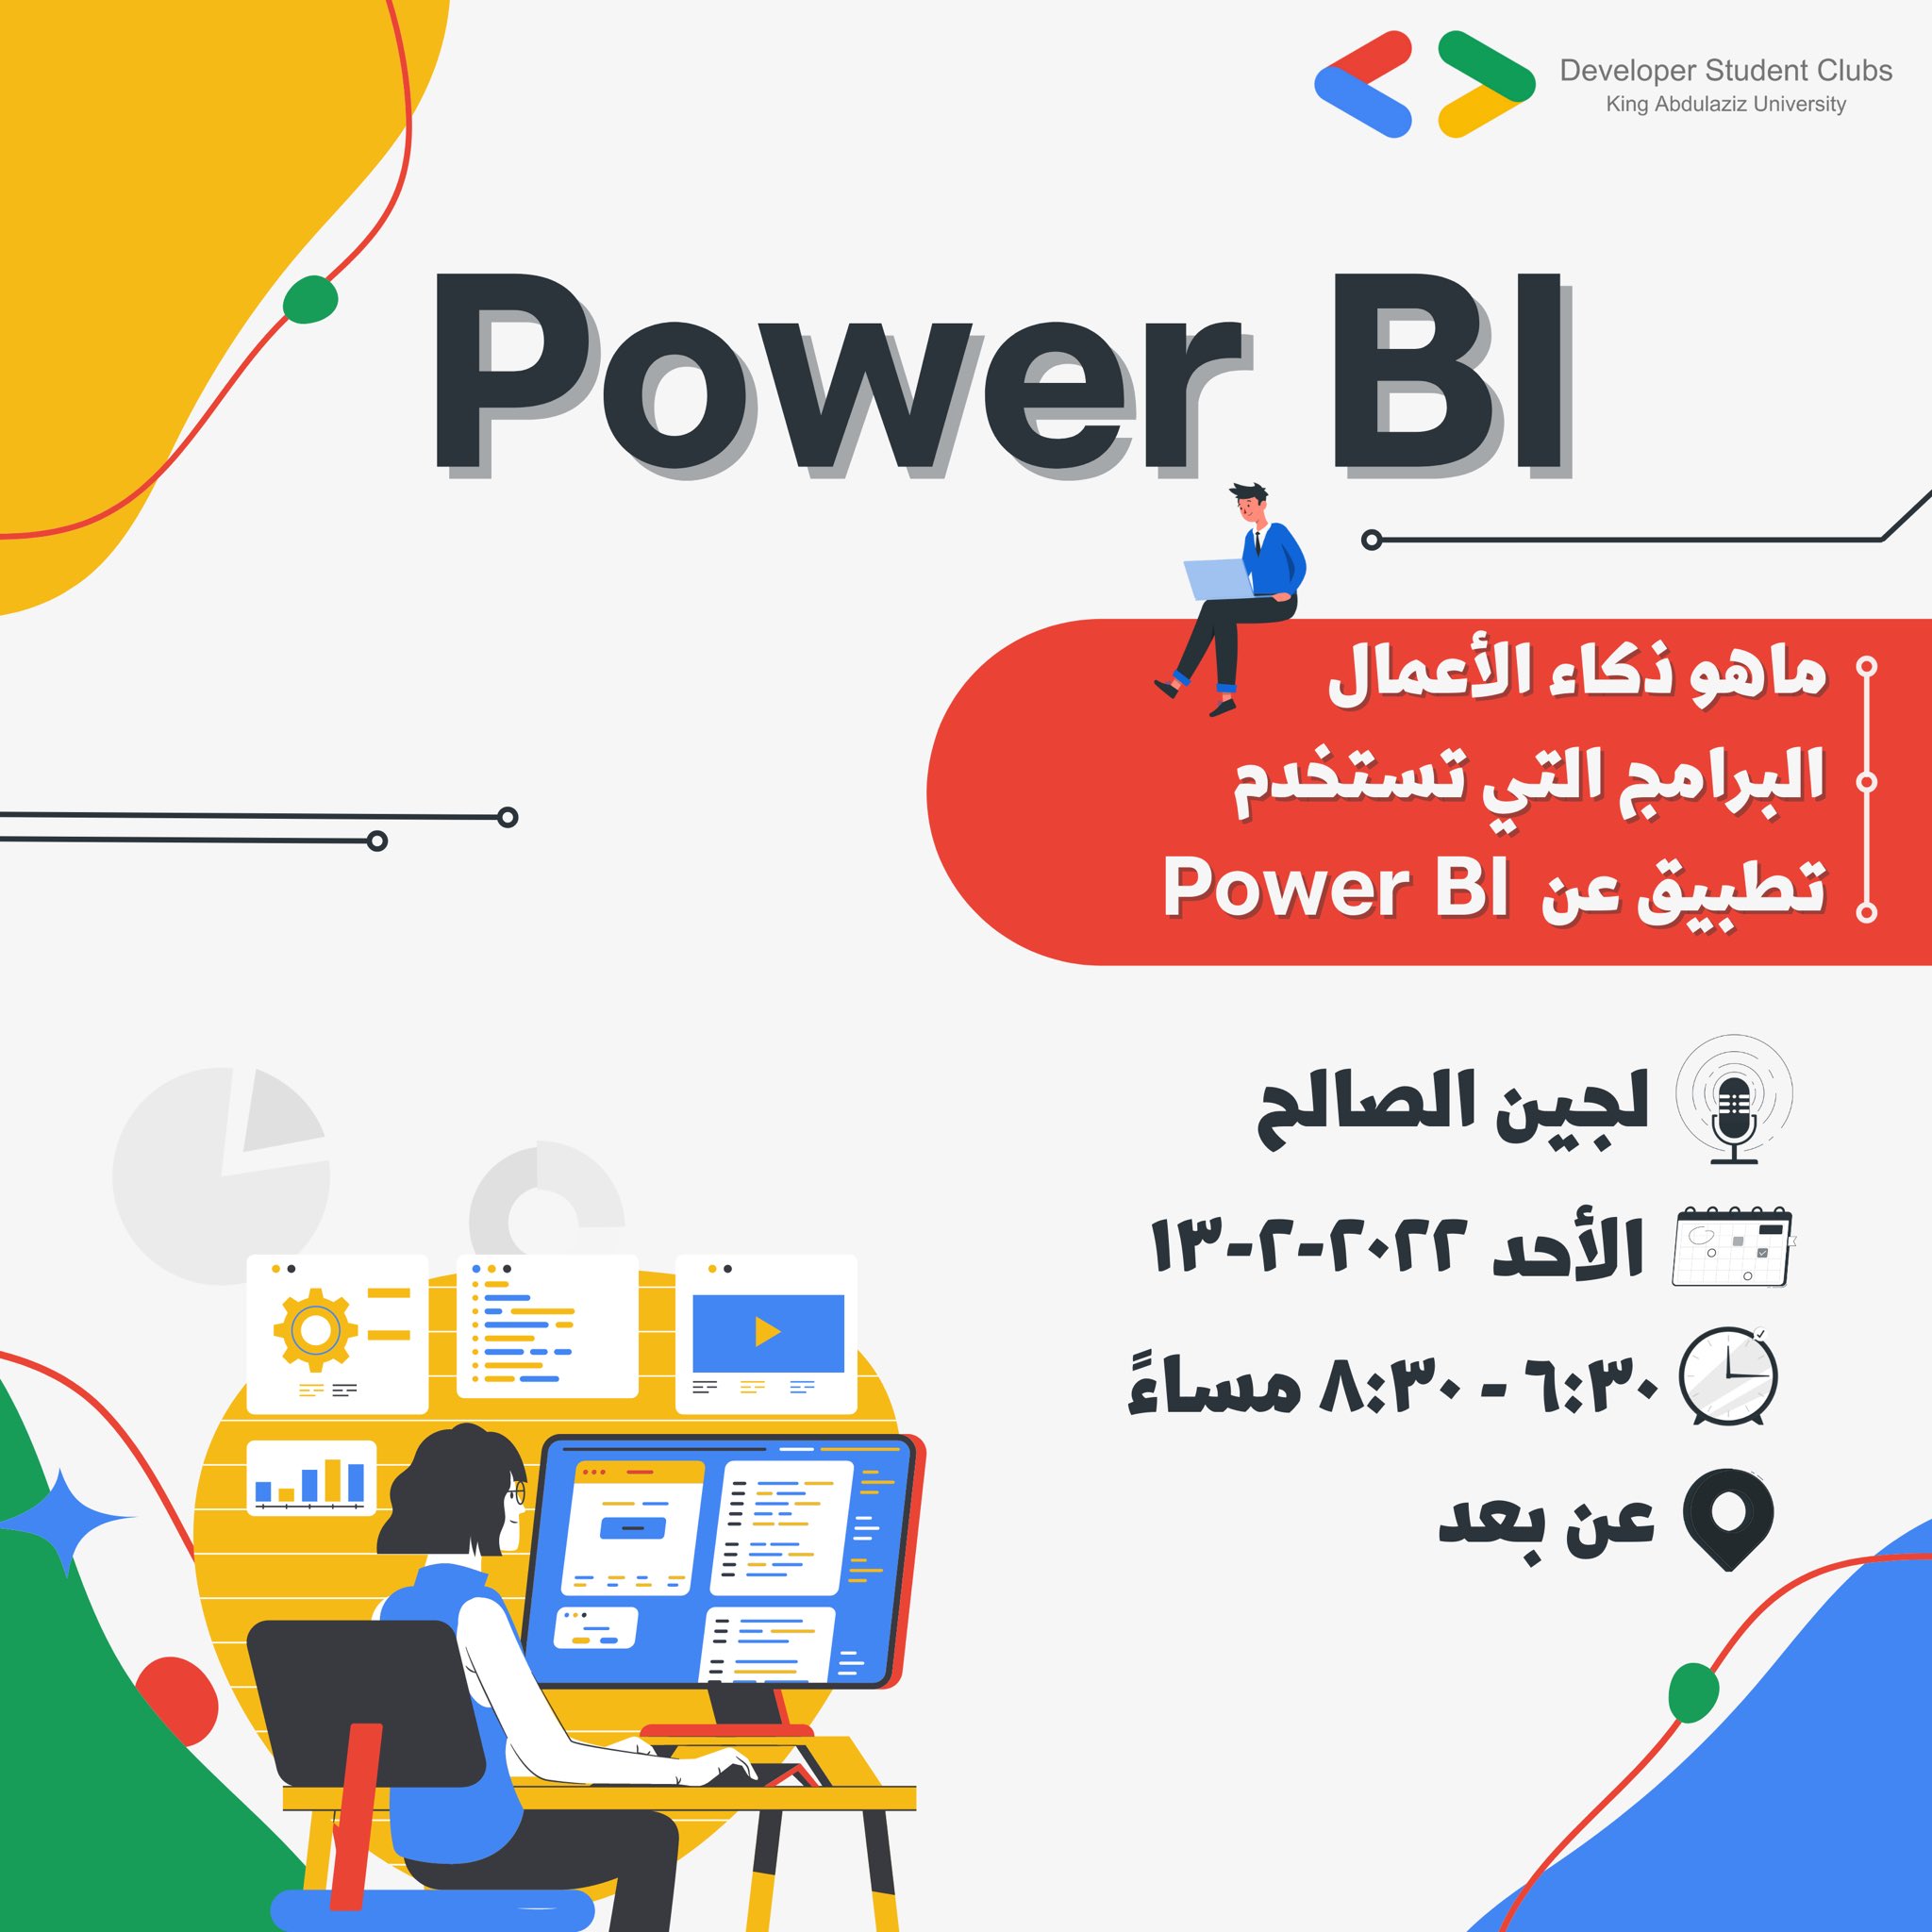 Developer Student Clubs
King Abdulaziz University
Power BI
ماهو ذكاء الأعمال
البرامج التي تستخدم
تطبيق عن Power BI
لجين الصالح
الأحد ٢٠٢٢-٢-١٣
٦:٣٠ - ٨:٣٠ مساءً
عن بعد